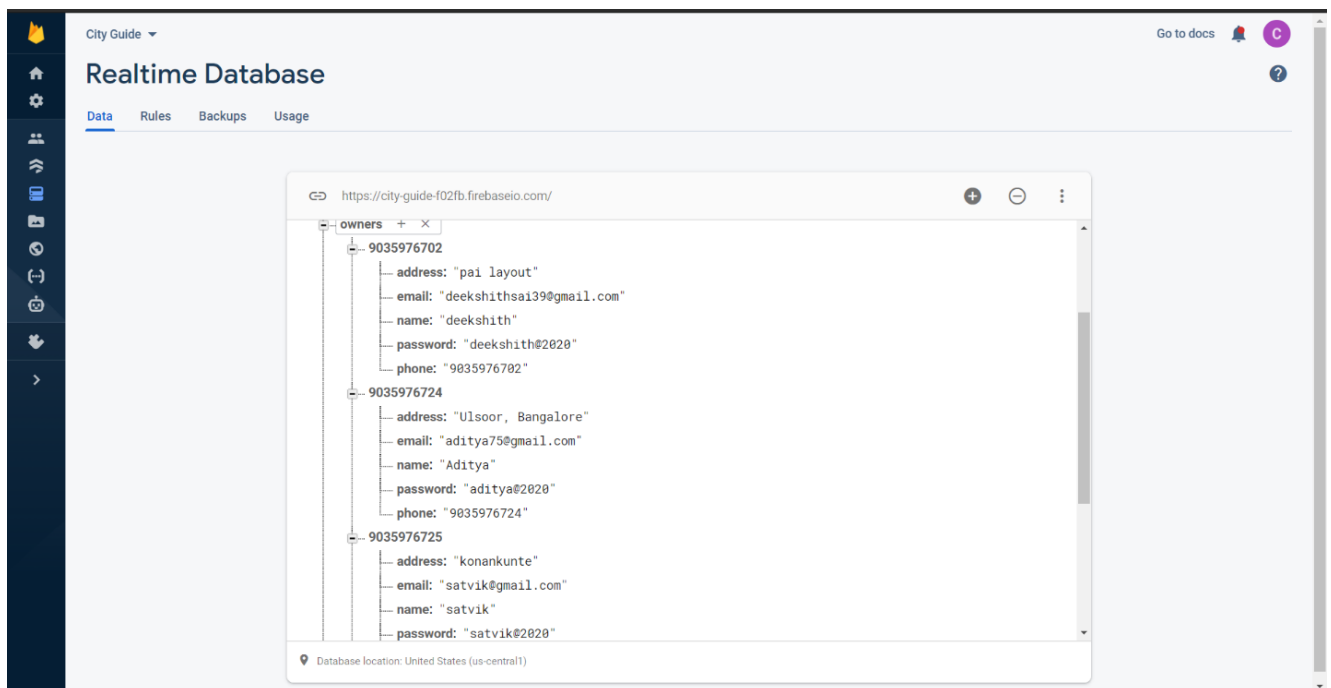 City Guide
Go to docs
C
Realtime Database
?
Data Rules Backups Usage
https://city-guide-f02fb.firebaseio.com/
owners + ×
9035976702
address: "pai layout"
email: "deekshithsai39@gmail.com"
name: "deekshith"
password: "deekshith@2020"
phone: "9035976702"
9035976724
address: "Ulsoor, Bangalore"
email: "aditya75@gmail.com"
name: "Aditya"
password: "aditya@2020"
phone: "9035976724"
9035976725
address: "konankunte"
email: "satvik@gmail.com"
name: "satvik"
password: "satvik@2020"
Database location: United States (us-central1)